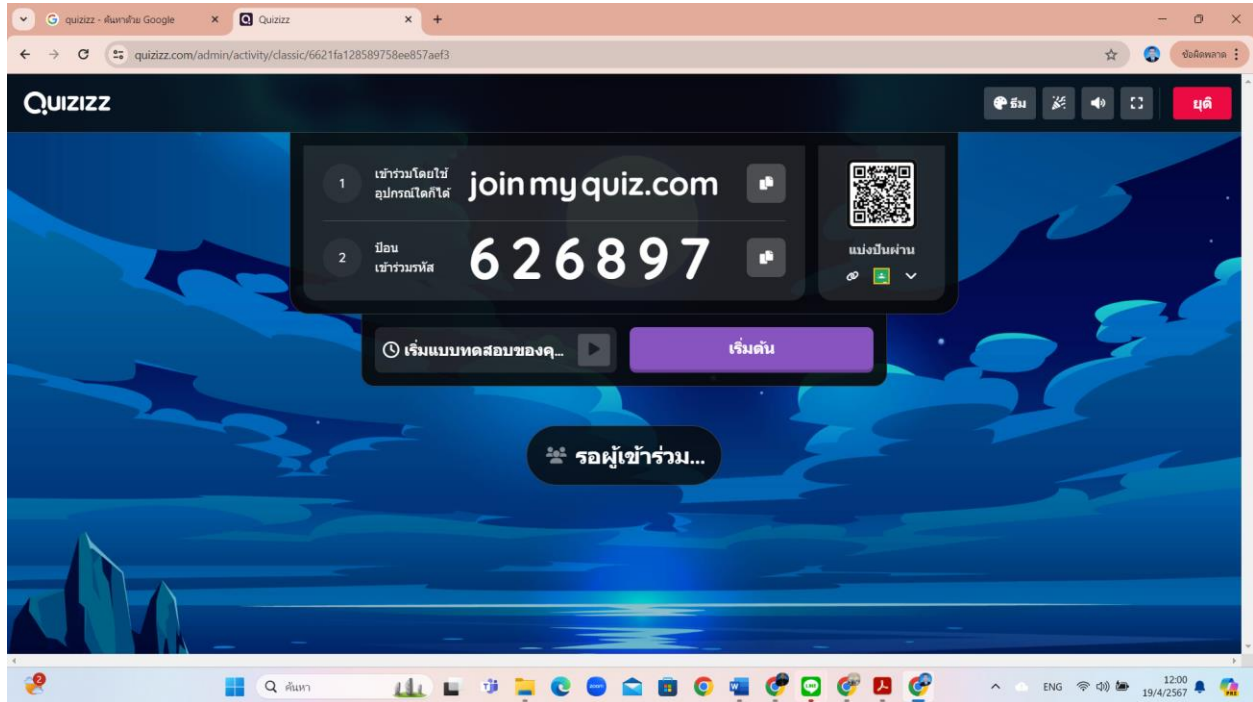 quizizz - ค้นหาด้วย Google
Quizizz
quizizz.com/admin/activity/classic/6621fa128589758ee857aef3
ข้อผิดพลาด
QUIZIZZ
ธีม
ยุติ
1
เข้าร่วมโดยใช้
อุปกรณ์ใดก็ได้
joinmyquiz.com
2
ป้อน
เข้าร่วมรหัส
626897
แบ่งปันผ่าน
เริ่มแบบทดสอบของคุ...
เริ่มต้น
รอผู้เข้าร่วม...
2
ค้นหา
ENG
12:00
19/4/2567